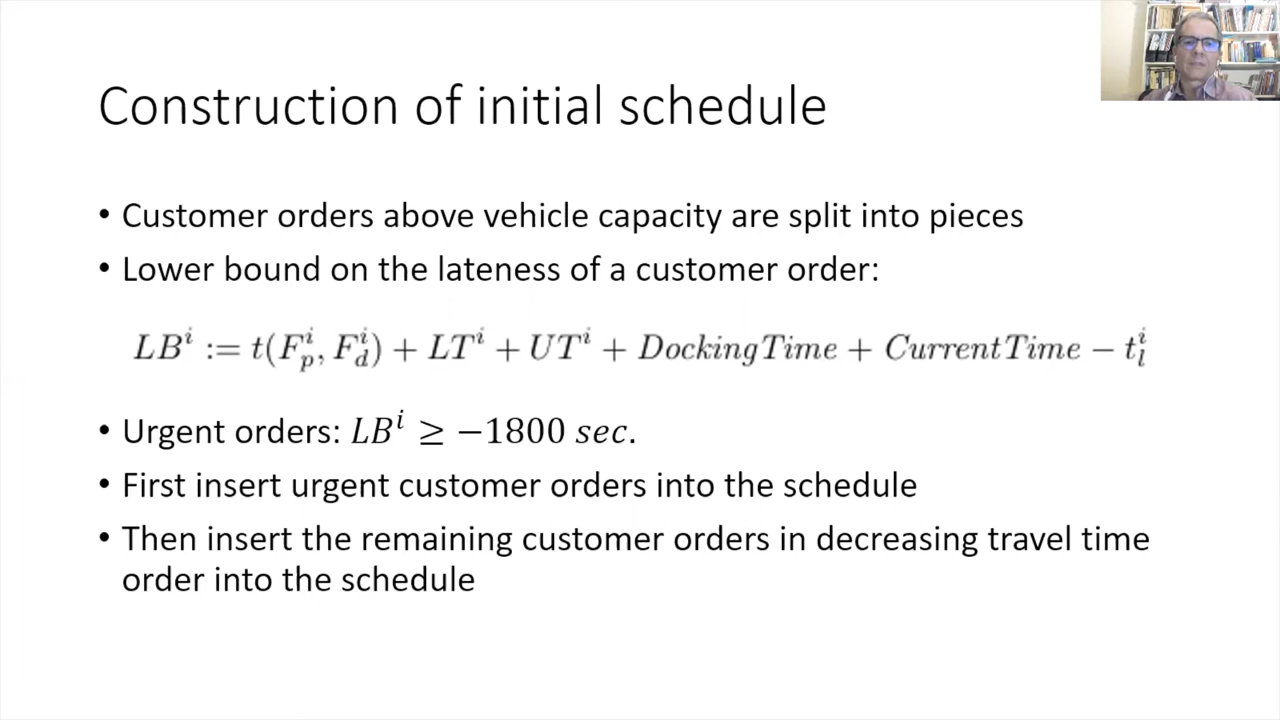 Construction of initial schedule
• Customer orders above vehicle capacity are split into pieces
• Lower bound on the lateness of a customer order:
$LB^i := t(F_p^i, F_d^i) + LT^i + UT^i + DockingTime + CurrentTime - t_l^i$
• Urgent orders: $LB^i \geq -1800 \ sec.$
• First insert urgent customer orders into the schedule
• Then insert the remaining customer orders in decreasing travel time
order into the schedule